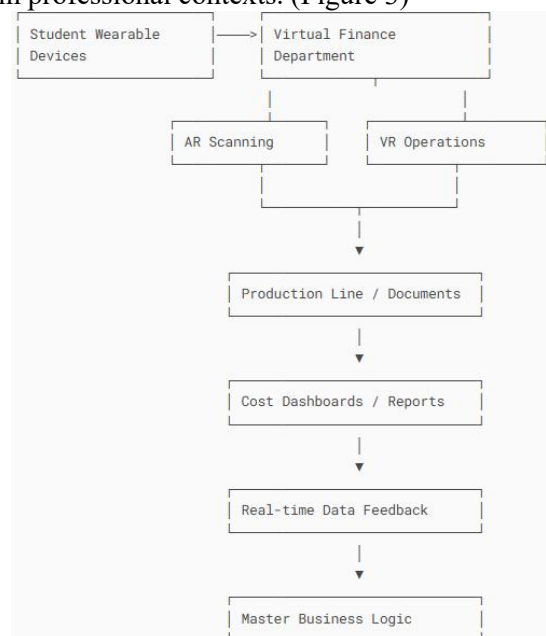 in professional contexts. (Figure 3)
Student Wearable
Devices
Virtual Finance
Department
AR Scanning
VR Operations
Production Line / Documents
Cost Dashboards / Reports
Real-time Data Feedback
Master Business Logic